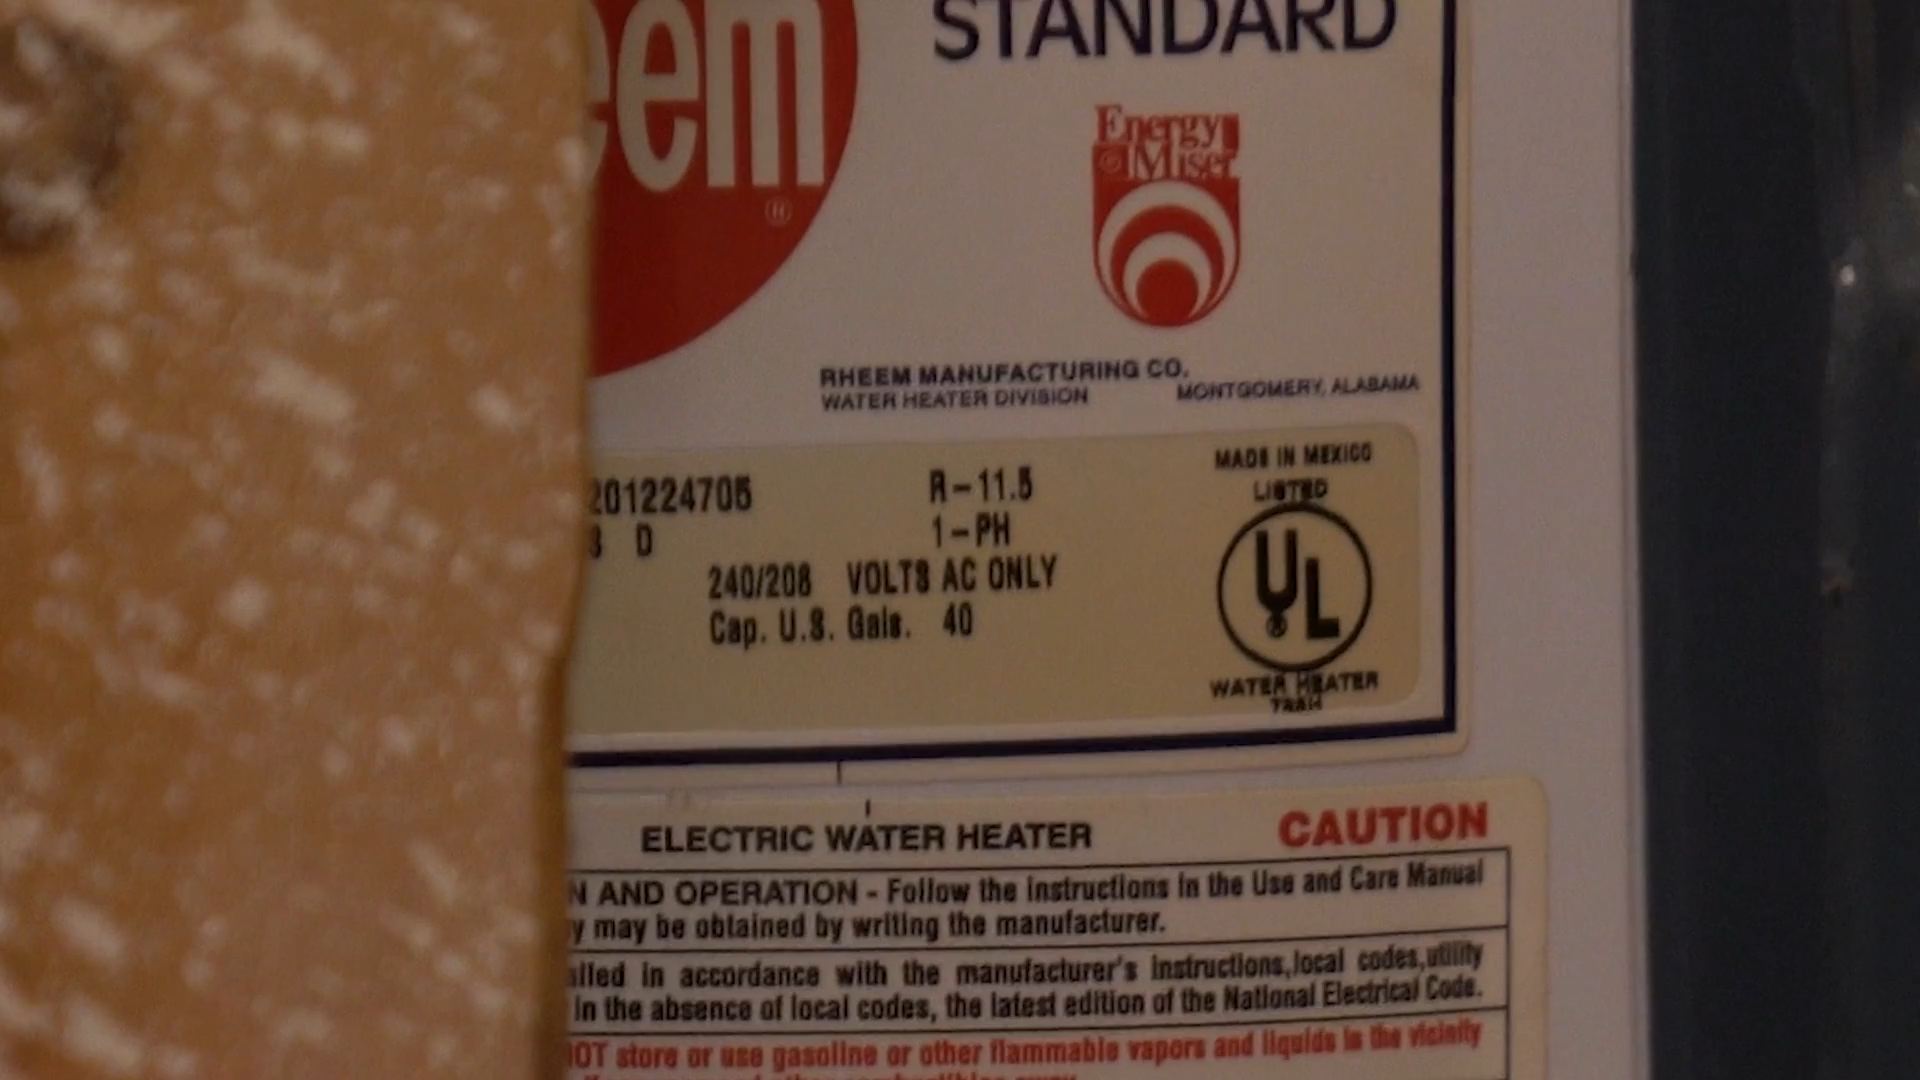 eem
®
STANDARD
Energy
Miser
RHEEM MANUFACTURING CO.
WATER HEATER DIVISION MONTGOMERY, ALABAMA
201224705 R-11.5
D 1-PH
240/208 VOLTS AC ONLY
Cap. U.S. Gals. 40
MADE IN MEXICO
LISTED
UL
®
WATER HEATER
ELECTRIC WATER HEATER CAUTION
N AND OPERATION - Follow the instructions in the Use and Care Manual
y may be obtained by writing the manufacturer.
alled in accordance with the manufacturer's instructions,local codes,utility
in the absence of local codes, the latest edition of the National Electrical Code.
OT store or use gasoline or other flammable vapors and liquids in the vicinity